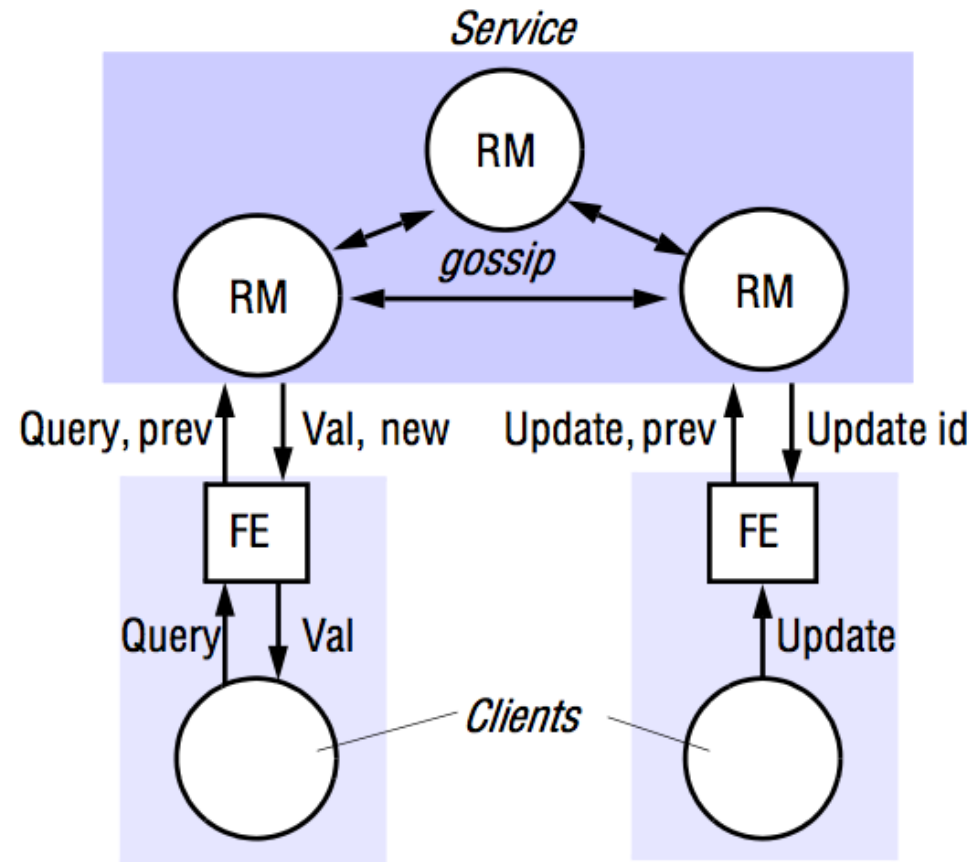 Service
RM
gossip
RM
RM
Query, prev
Val, new
Update, prev
Update id
FE
FE
Query
Val
Update
Clients